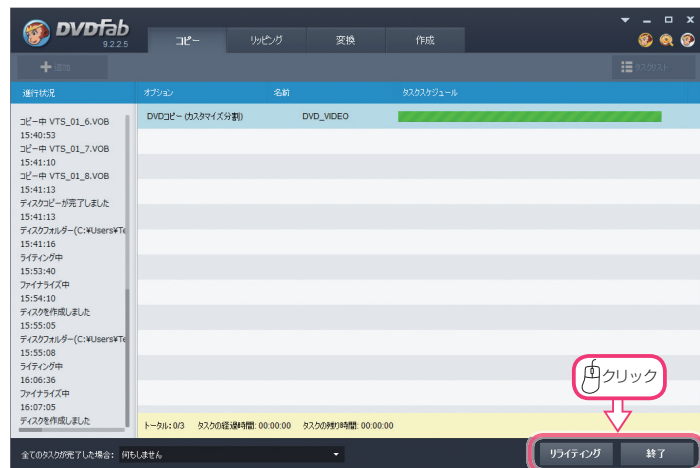 DVDFab
9.2.2.5
コピー リッピング 変換 作成
追加 タスクリスト
進行状況 オプション 名前 タスクスケジュール
DVDコピー (カスタマイズ分割) DVD_VIDEO
コピー中 VTS_01_6.VOB
15:40:53
コピー中 VTS_01_7.VOB
15:41:10
コピー中 VTS_01_8.VOB
15:41:13
ディスクコピーが完了しました
15:41:13
ディスクフォルダー(C:¥Users¥Te
15:41:16
ライティング中
15:53:40
ファイナライズ中
15:54:10
ディスクを作成しました
15:55:05
ディスクフォルダー(C:¥Users¥Te
15:55:08
ライティング中
16:06:36
ファイナライズ中
16:07:05
ディスクを作成しました
クリック
トータル: 0/3 タスクの経過時間: 00:00:00 タスクの残り時間: 00:00:00
全てのタスクが完了した場合: 何もしません リライティング 終了